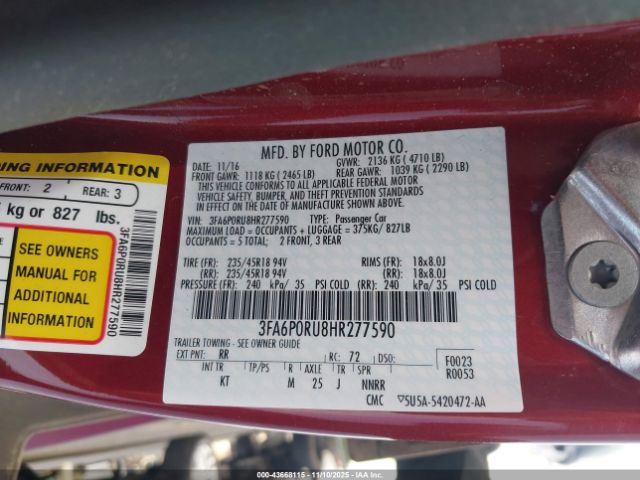 DING INFORMATION
FRONT: 2 REAR: 3
kg or 827 lbs.
SEE OWNERS
MANUAL FOR
ADDITIONAL
INFORMATION
3FA6P0RU8HR277590
MFD. BY FORD MOTOR CO.
DATE: 11/16 GVWR: 2136 KG ( 4710 LB)
FRONT GAWR: 1118 KG ( 2465 LB) REAR GAWR: 1039 KG ( 2290 LB)
THIS VEHICLE CONFORMS TO ALL APPLICABLE FEDERAL MOTOR
VEHICLE SAFETY, BUMPER, AND THEFT PREVENTION STANDARDS
IN EFFECT ON THE DATE OF MANUFACTURE SHOWN ABOVE.
VIN: 3FA6P0RU8HR277590 TYPE: Passenger Car
MAXIMUM LOAD = OCCUPANTS + LUGGAGE = 375KG / 827LB
OCCUPANTS = 5 TOTAL: 2 FRONT, 3 REAR
TIRE (FR): 235/45R18 94V RIMS (FR): 18x8.0J
(RR): 235/45R18 94V (RR): 18x8.0J
PRESSURE (FR): 240 kPa/ 35 PSI COLD (RR): 240 kPa/ 35 PSI COLD
3FA6P0RU8HR277590
TRAILER TOWING - SEE OWNER GUIDE
EXT PNT: RR RC: 72 DSO: F0023
INT TR TP/PS R AXLE TR SPR R0053
KT M 25 J NNRR
CMC 5U5A-5420472-AA
IAA 0-43668115 - 11/10/2025 - IAAI.com